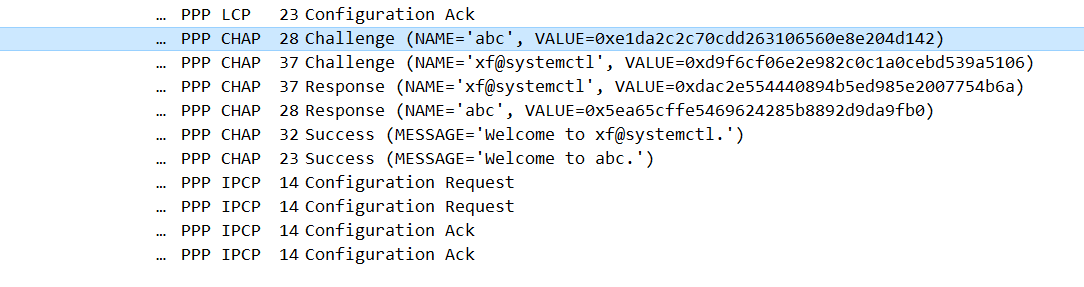 … PPP LCP 23 Configuration Ack
… PPP CHAP 28 Challenge (NAME='abc', VALUE=0xe1da2c2c70cdd263106560e8e204d142)
… PPP CHAP 37 Challenge (NAME='xf@systemctl', VALUE=0xd9f6cf06e2e982c0c1a0cebd539a5106)
… PPP CHAP 37 Response (NAME='xf@systemctl', VALUE=0xdac2e554440894b5ed985e2007754b6a)
… PPP CHAP 28 Response (NAME='abc', VALUE=0x5ea65cffe5469624285b8892d9da9fb0)
… PPP CHAP 32 Success (MESSAGE='Welcome to xf@systemctl.')
… PPP CHAP 23 Success (MESSAGE='Welcome to abc.')
… PPP IPCP 14 Configuration Request
… PPP IPCP 14 Configuration Request
… PPP IPCP 14 Configuration Ack
… PPP IPCP 14 Configuration Ack